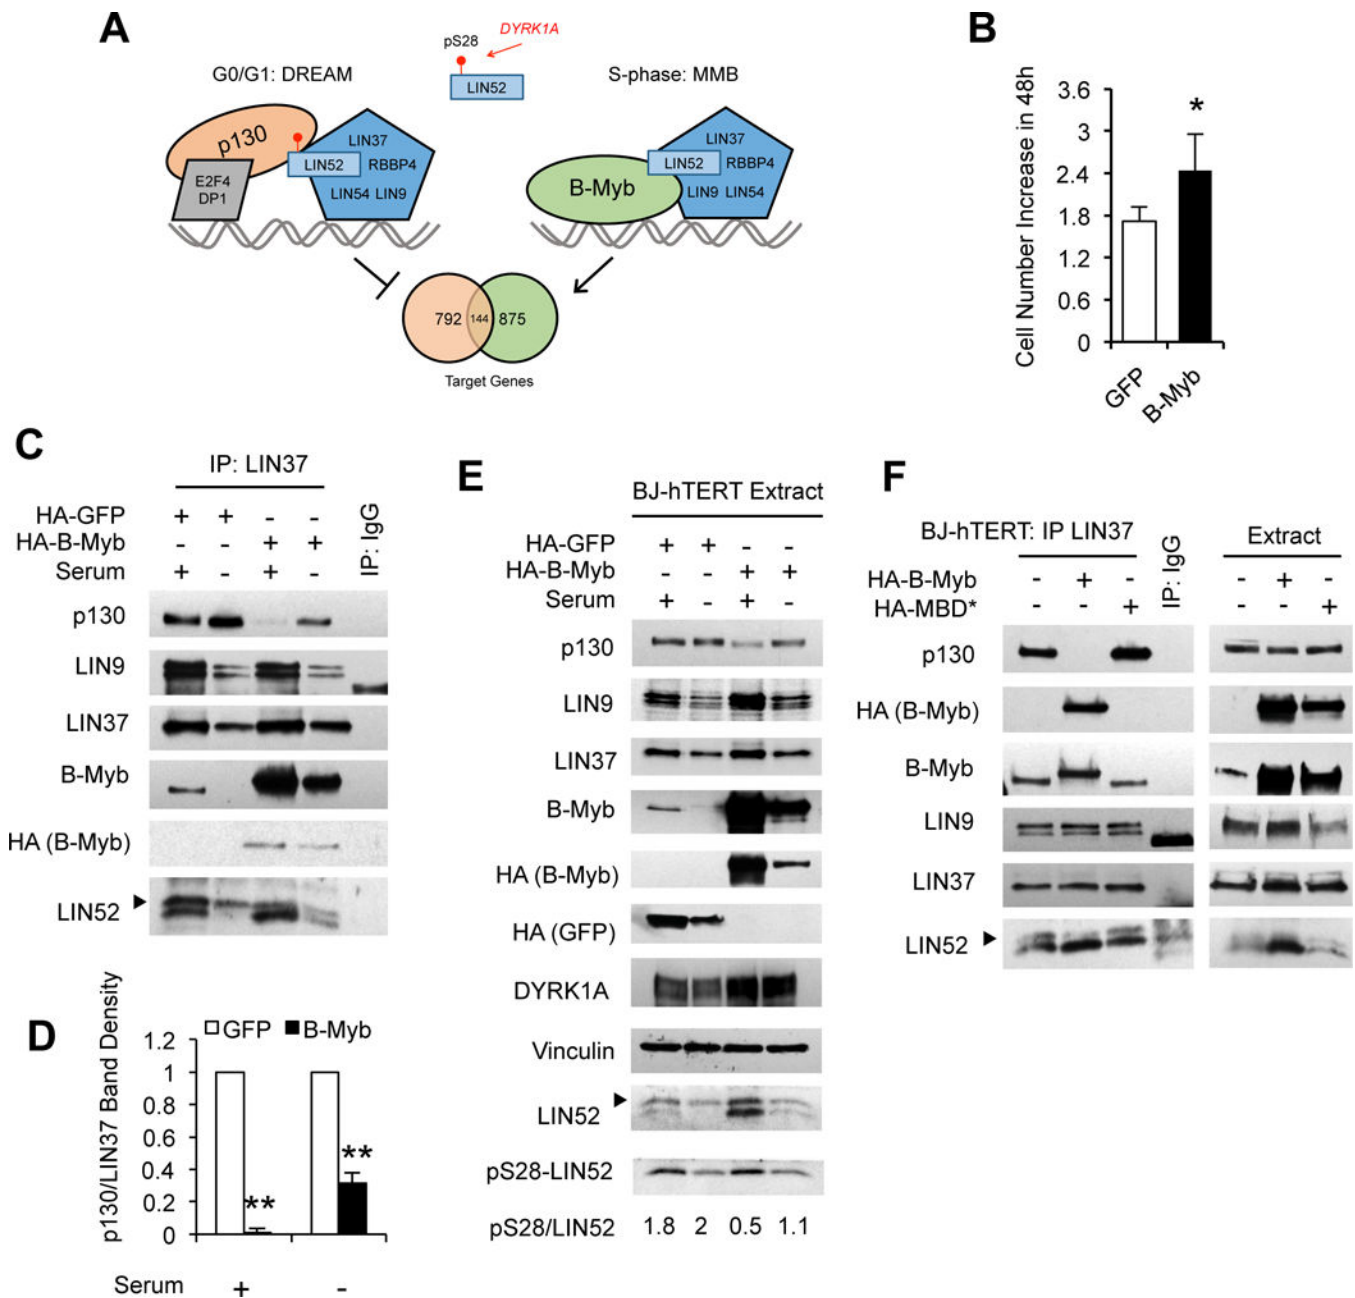 A
G0/G1: DREAM
pS28
DYRK1A
LIN52
S-phase: MMB
p130
E2F4
DP1
LIN37
LIN52 RBBP4
LIN54 LIN9
B-Myb
LIN37
LIN52 RBBP4
LIN9 LIN54
792 144 875
Target Genes
B
Cell Number Increase in 48h
3.6
3
2.4
1.8
1.2
0.6
0
*
GFP
B-Myb
C
IP: LIN37
IP: IgG
HA-GFP + + - -
HA-B-Myb - - + +
Serum + - + -
p130
LIN9
LIN37
B-Myb
HA (B-Myb)
LIN52
D
p130/LIN37 Band Density
GFP B-Myb
1.2
1
0.8
0.6
0.4
0.2
0
**
**
Serum + -
E
BJ-hTERT Extract
HA-GFP + + - -
HA-B-Myb - - + +
Serum + - + -
p130
LIN9
LIN37
B-Myb
HA (B-Myb)
HA (GFP)
DYRK1A
Vinculin
LIN52
pS28-LIN52
pS28/LIN52 1.8 2 0.5 1.1
F
BJ-hTERT: IP LIN37
IP: IgG
Extract
HA-B-Myb - + - - + -
HA-MBD* - - + - - +
p130
HA (B-Myb)
B-Myb
LIN9
LIN37
LIN52